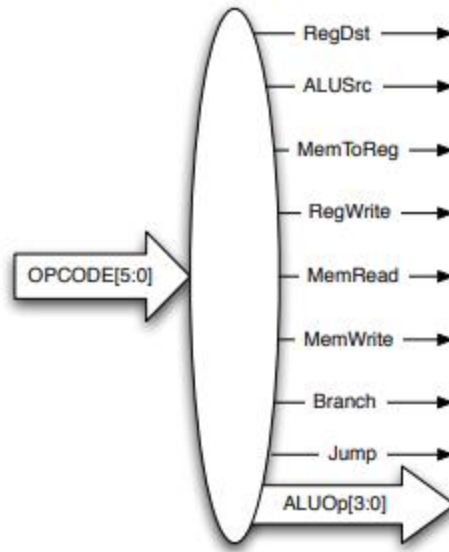 RegDst
ALUSrc
MemToReg
RegWrite
OPCODE[5:0]
MemRead
MemWrite
Branch
Jump
ALUOp[3:0]